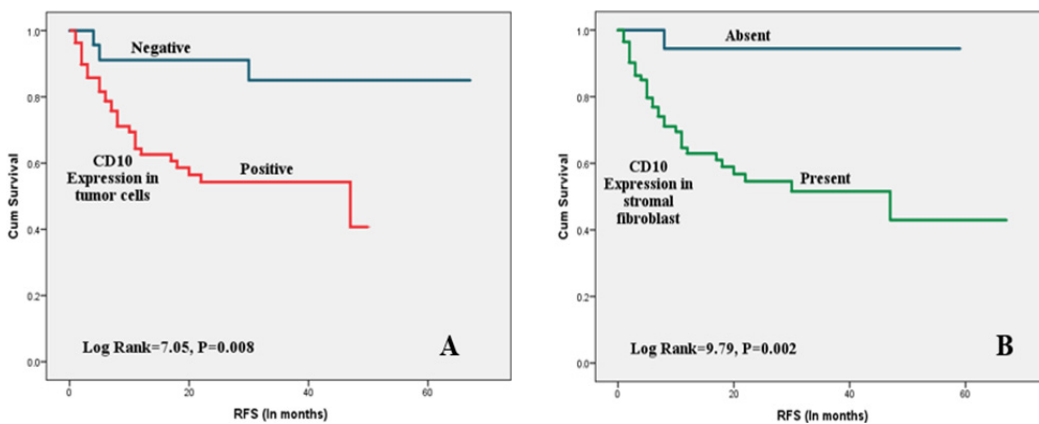 1.0
0.8
0.6
0.4
0.2
0.0
Cum Survival
Negative
CD10
Expression in
tumor cells
Positive
Log Rank=7.05, P=0.008
A
0
20
40
60
RFS (In months)
1.0
0.8
0.6
0.4
0.2
0.0
Cum Survival
Absent
CD10
Expression in
stromal
fibroblast
Present
Log Rank=9.79, P=0.002
B
0
20
40
60
RFS (In months)